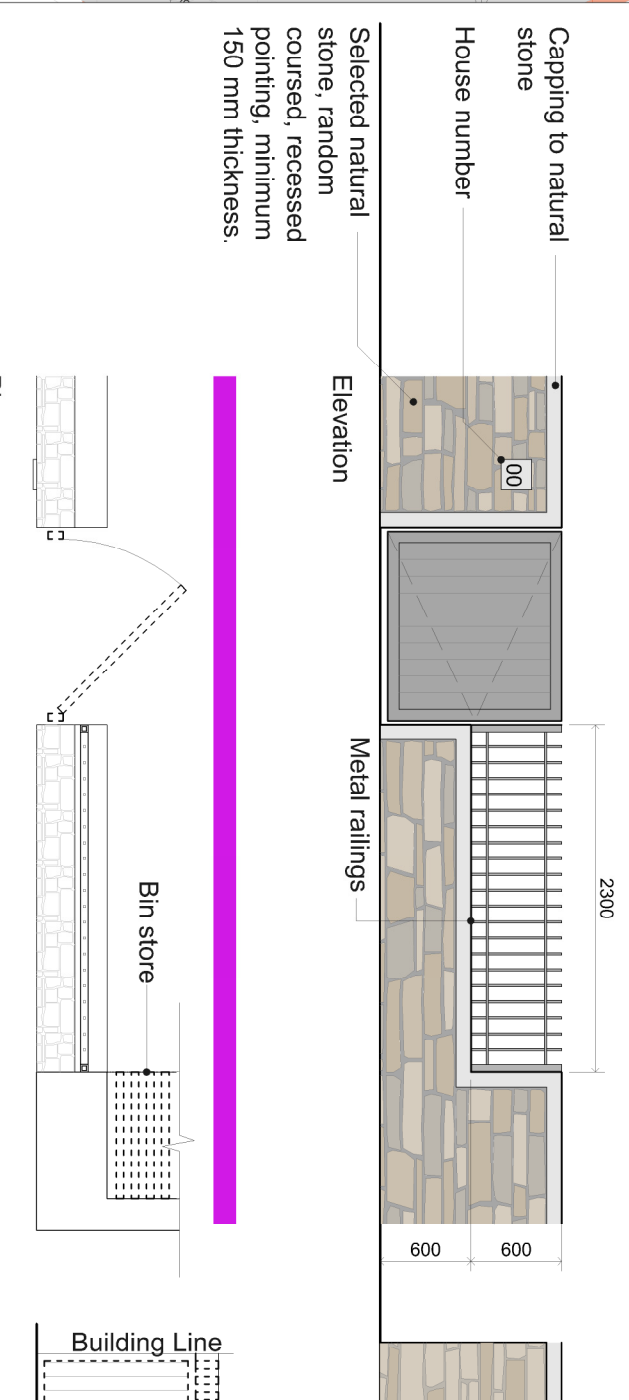 Capping to natural
stone
House number
Selected natural
stone, random
coursed, recessed
pointing, minimum
150 mm thickness.
00
Elevation
2300
Metal railings
Bin store
600
600
Building Line